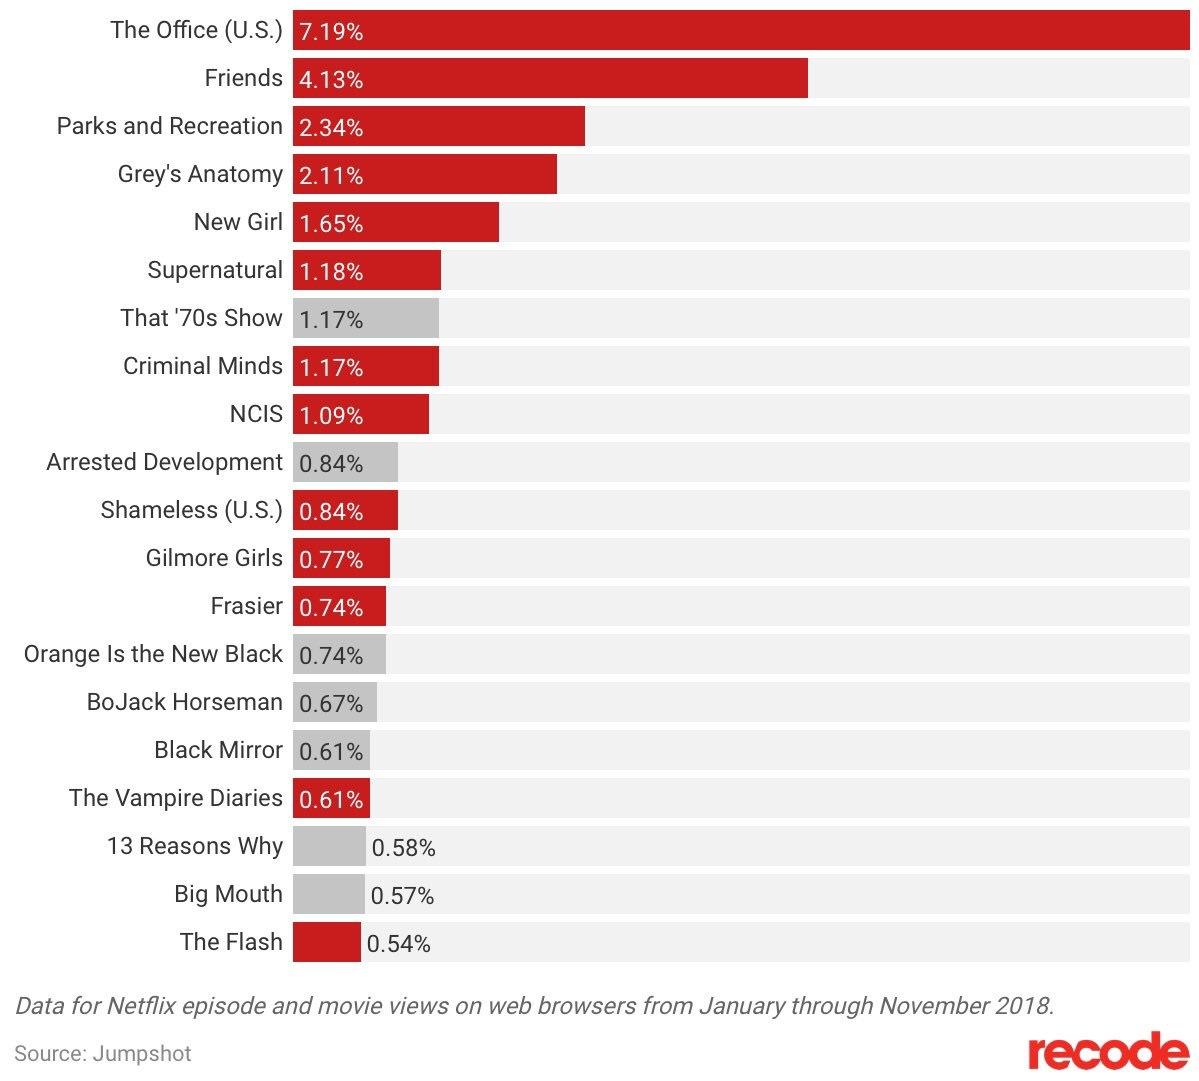 The Office (U.S.) 7.19%
Friends 4.13%
Parks and Recreation 2.34%
Grey's Anatomy 2.11%
New Girl 1.65%
Supernatural 1.18%
That '70s Show 1.17%
Criminal Minds 1.17%
NCIS 1.09%
Arrested Development 0.84%
Shameless (U.S.) 0.84%
Gilmore Girls 0.77%
Frasier 0.74%
Orange Is the New Black 0.74%
BoJack Horseman 0.67%
Black Mirror 0.61%
The Vampire Diaries 0.61%
13 Reasons Why 0.58%
Big Mouth 0.57%
The Flash 0.54%
Data for Netflix episode and movie views on web browsers from January through November 2018.
Source: Jumpshot
recode